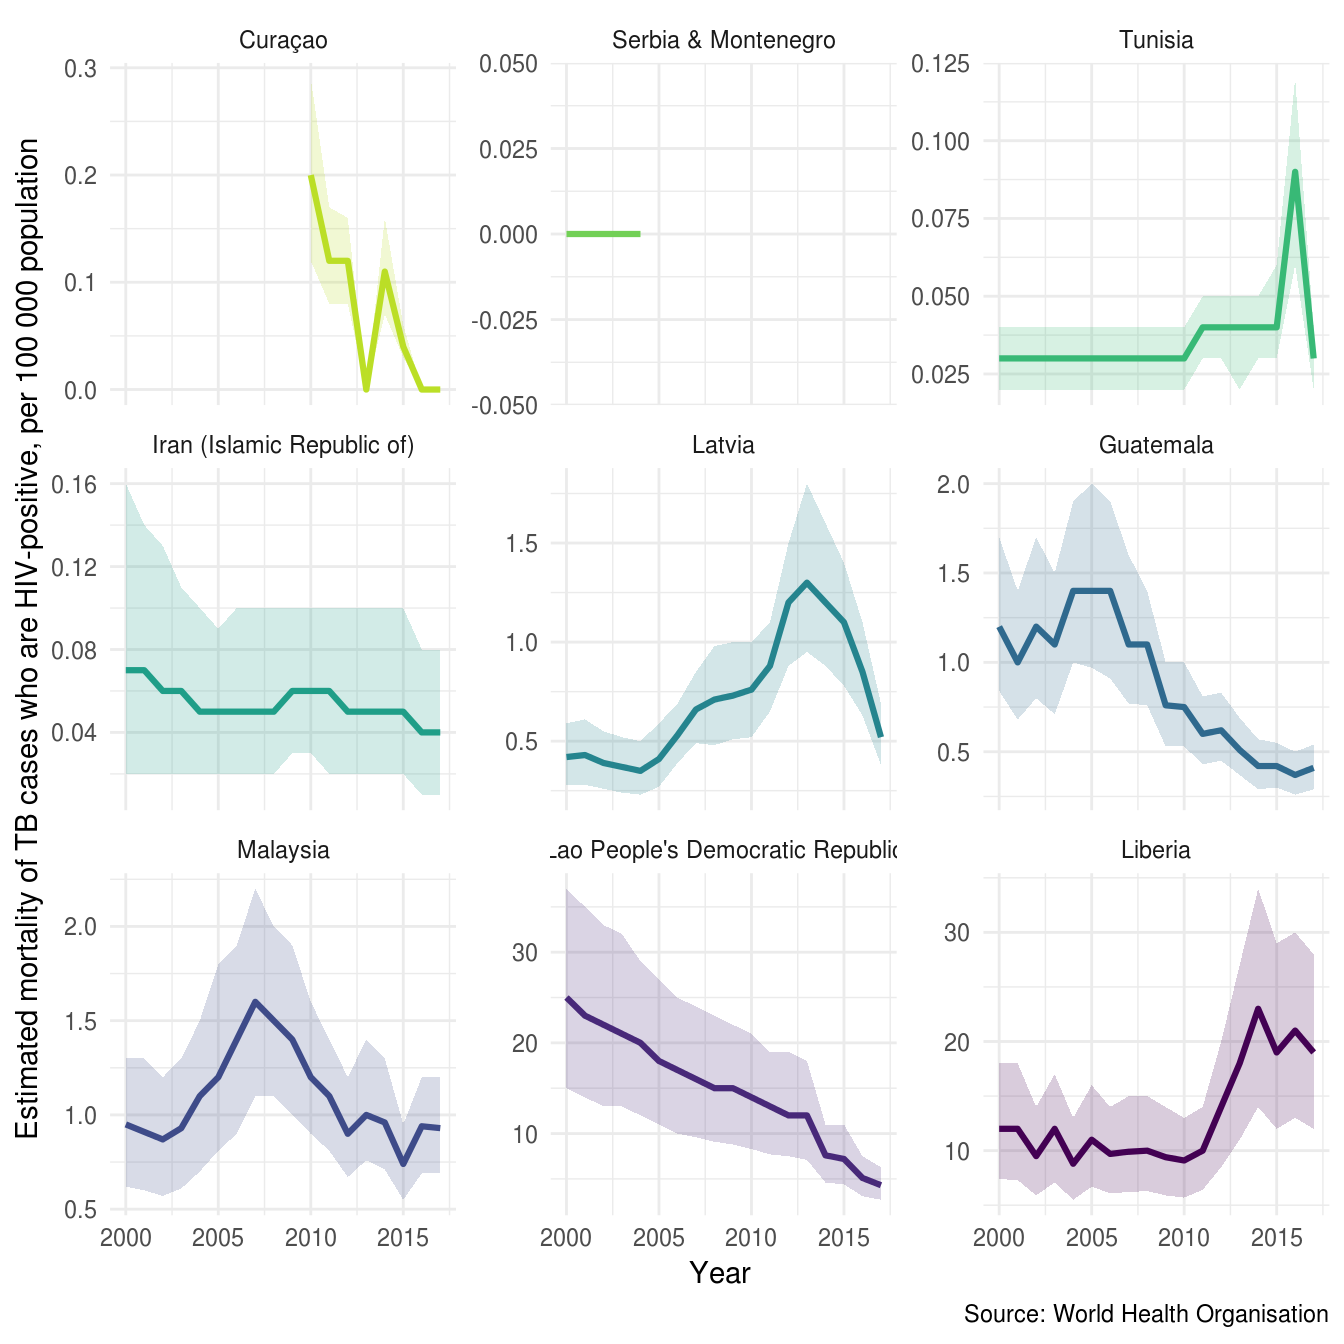 Estimated mortality of TB cases who are HIV-positive, per 100 000 population
Curaçao
0.3
0.2
0.1
0.0
Serbia & Montenegro
0.050
0.025
0.000
-0.025
-0.050
Tunisia
0.125
0.100
0.075
0.050
0.025
Iran (Islamic Republic of)
0.16
0.12
0.08
0.04
Latvia
1.5
1.0
0.5
Guatemala
2.0
1.5
1.0
0.5
Malaysia
2.0
1.5
1.0
0.5
2000 2005 2010 2015
Lao People's Democratic Republic
30
20
10
2000 2005 2010 2015
Liberia
30
20
10
2000 2005 2010 2015
Year
Source: World Health Organisation